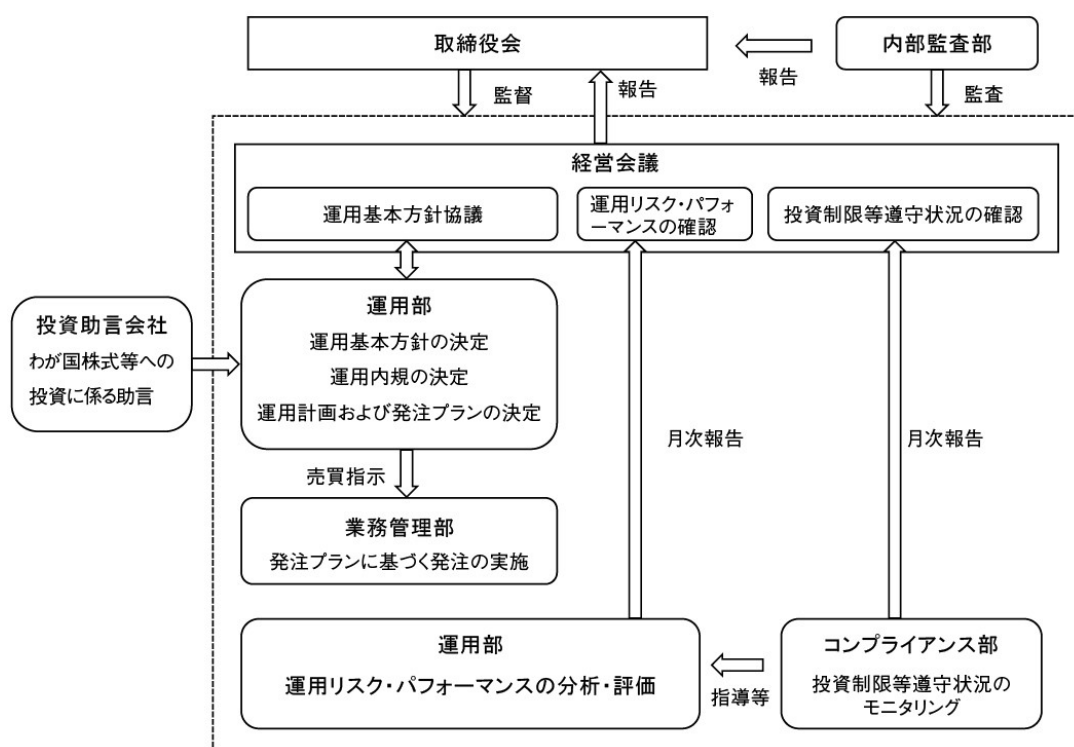 取締役会
内部監査部
報告
監督
報告
監査
経営会議
運用基本方針協議
運用リスク・パフォ
ーマンスの確認
投資制限等遵守状況の確認
投資助言会社
わが国株式等への
投資に係る助言
運用部
運用基本方針の決定
運用内規の決定
運用計画および発注プランの決定
月次報告
月次報告
売買指示
業務管理部
発注プランに基づく発注の実施
運用部
運用リスク・パフォーマンスの分析・評価
指導等
コンプライアンス部
投資制限等遵守状況の
モニタリング